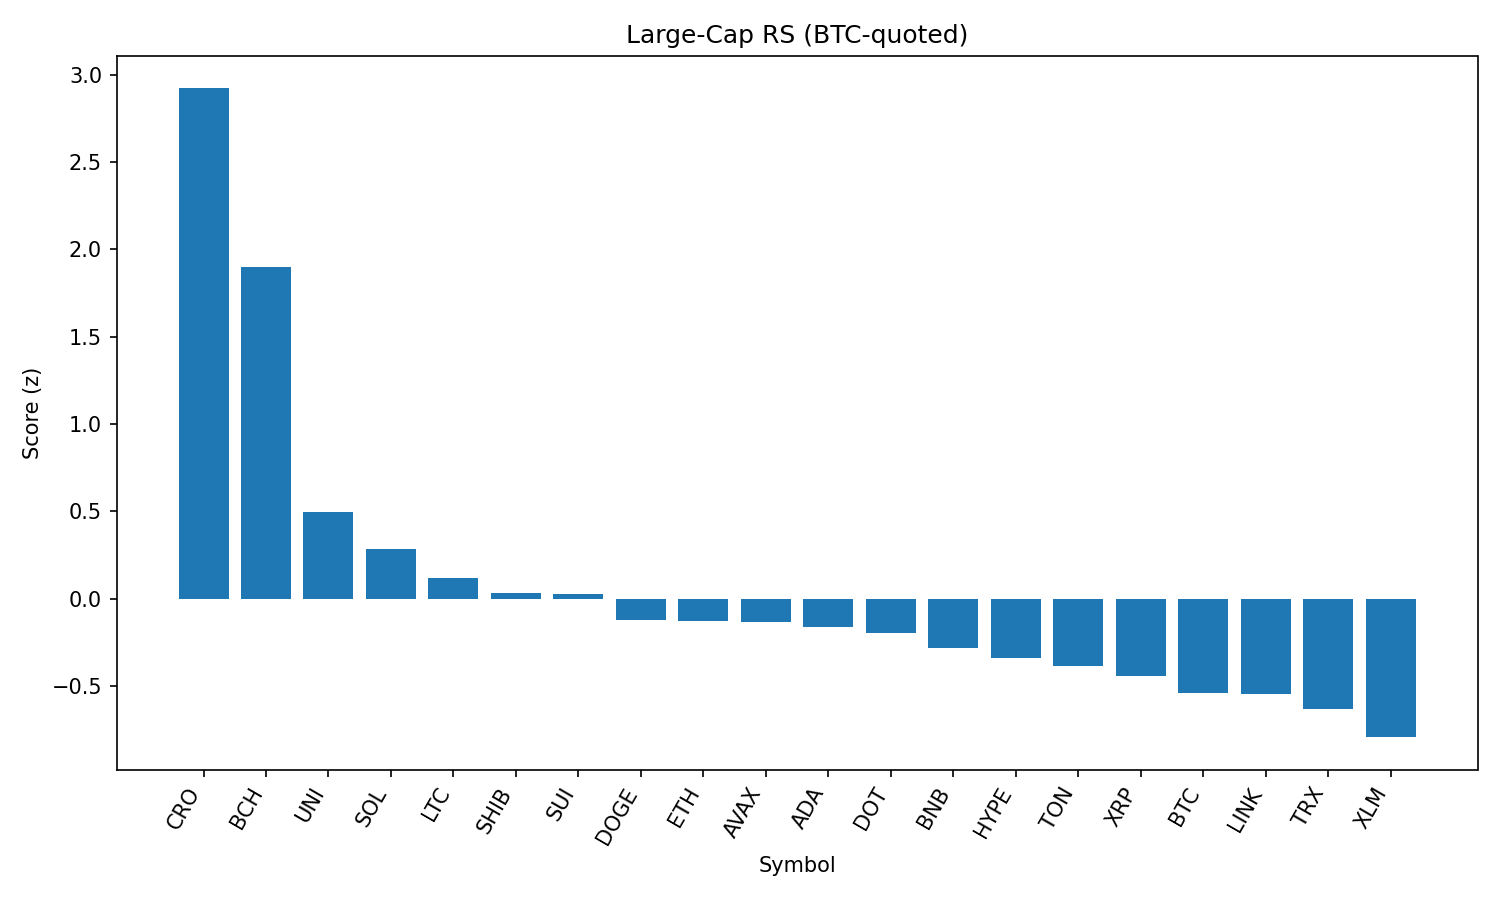 Large-Cap RS (BTC-quoted)
3.0
2.5
2.0
1.5
1.0
0.5
0.0
−0.5
Score (z)
CRO
BCH
UNI
SOL
LTC
SHIB
SUI
DOGE
ETH
AVAX
ADA
DOT
BNB
HYPE
TON
XRP
BTC
LINK
TRX
XLM
Symbol